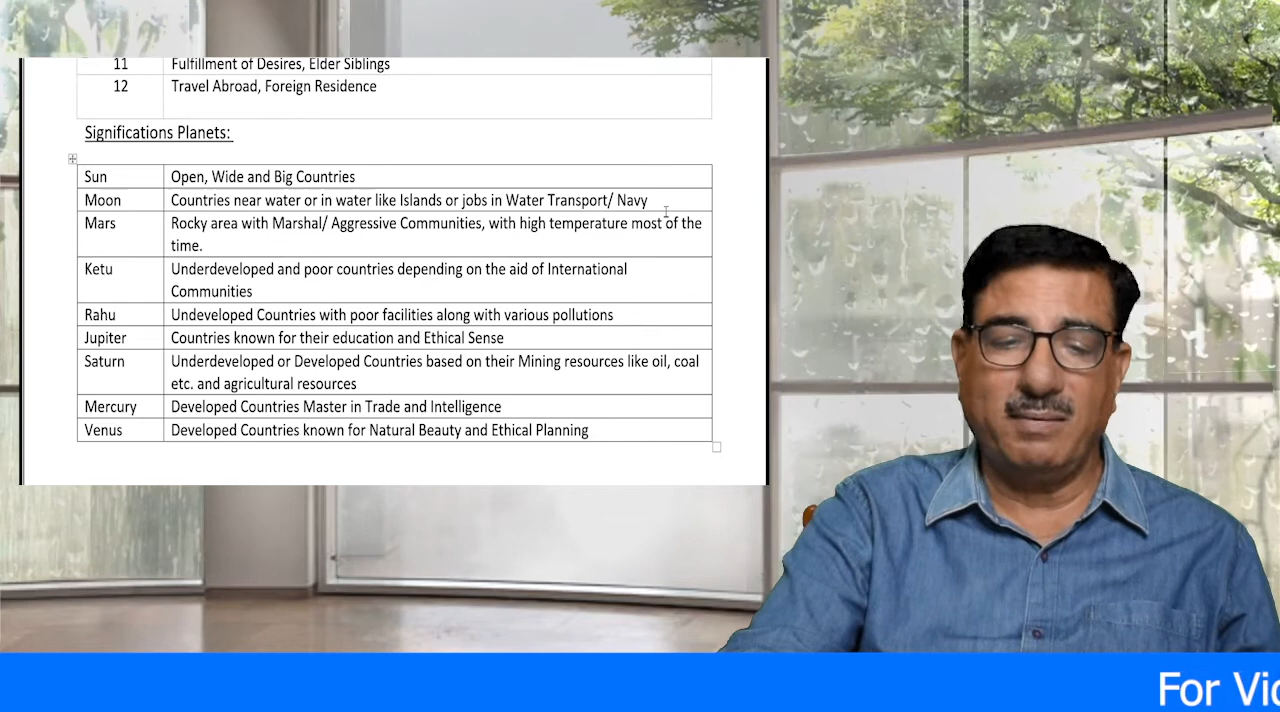 11 Fulfillment of Desires, Elder Siblings
12 Travel Abroad, Foreign Residence
Significations Planets:
Sun Open, Wide and Big Countries
Moon Countries near water or in water like Islands or jobs in Water Transport/ Navy
Mars Rocky area with Marshal/ Aggressive Communities, with high temperature most of the
time.
Ketu Underdeveloped and poor countries depending on the aid of International
Communities
Rahu Undeveloped Countries with poor facilities along with various pollutions
Jupiter Countries known for their education and Ethical Sense
Saturn Underdeveloped or Developed Countries based on their Mining resources like oil, coal
etc. and agricultural resources
Mercury Developed Countries Master in Trade and Intelligence
Venus Developed Countries known for Natural Beauty and Ethical Planning
For